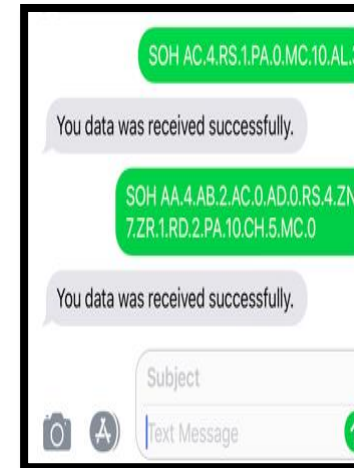 SOH AC.4.RS.1.PA.0.MC.10.AL.3
You data was received successfully.
SOH AA.4.AB.2.AC.0.AD.0.RS.4.ZN
7.ZR.1.RD.2.PA.10.CH.5.MC.0
You data was received successfully.
Subject
Text Message